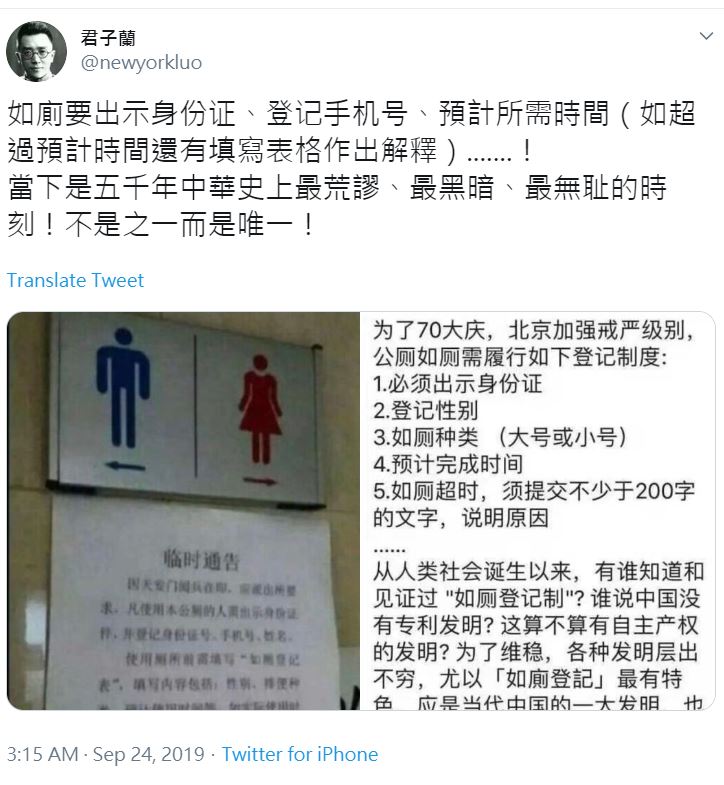 君子蘭
@newyorkluo
如廁要出示身份证、登记手机号、預計所需時間（如超
過預計時間還有填寫表格作出解釋）.......！
當下是五千年中華史上最荒謬、最黑暗、最無耻的時
刻！不是之一而是唯一！
Translate Tweet
临时通告
因天安门阅兵在即，应派出所要
求，凡使用本公厕的人需出示身份证
件，并登记身份证号、手机号、姓名。
使用厕所前需填写“如厕登记
表”，填写内容包括：性别、排便种
为了70大庆，北京加强戒严级别，
公厕如厕需履行如下登记制度：
1.必须出示身份证
2.登记性别
3.如厕种类 （大号或小号）
4.预计完成时间
5.如厕超时，须提交不少于200字
的文字，说明原因
......
从人类社会诞生以来，有谁知道和
见证过 "如厕登记制"? 谁说中国没
有专利发明? 这算不算有自主产权
的发明? 为了维稳，各种发明层出
不穷，尤以「如廁登記」最有特
色，应是当代中国的一大发明，也
3:15 AM · Sep 24, 2019 · Twitter for iPhone